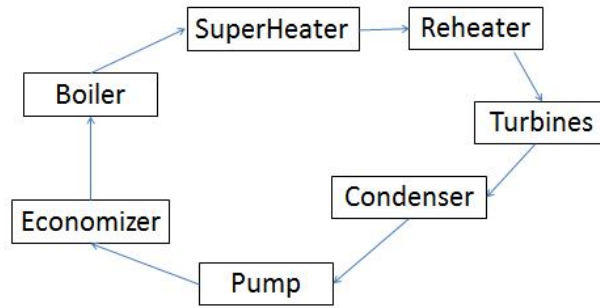 SuperHeater
Reheater
Boiler
Turbines
Condenser
Economizer
Pump